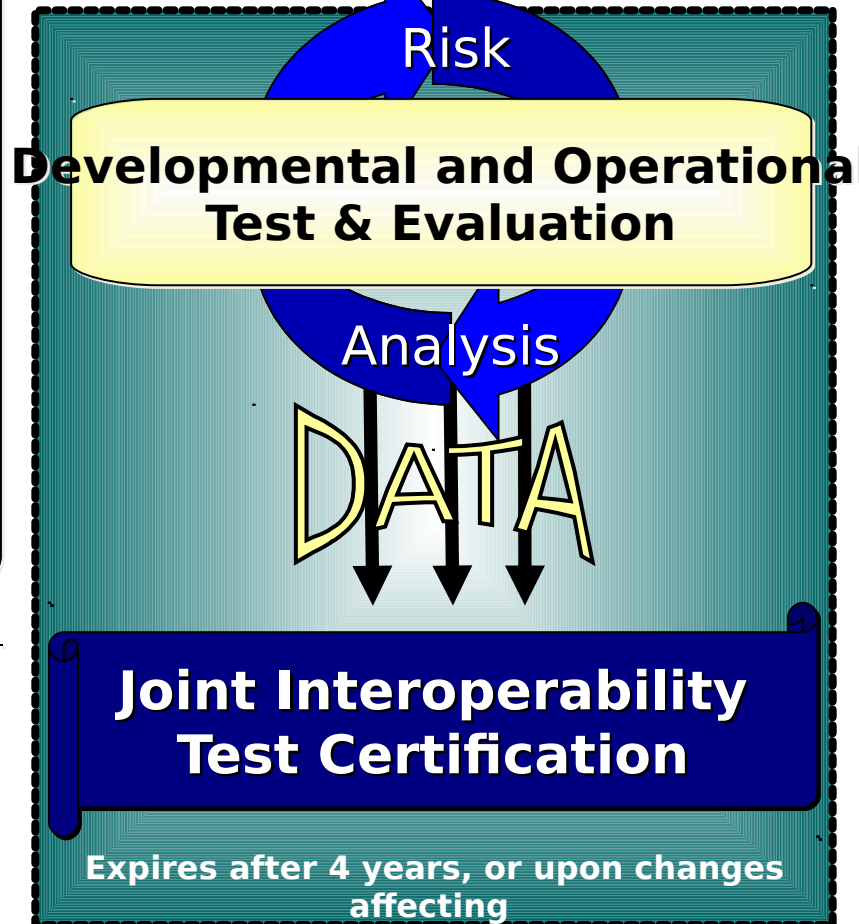 Risk
Developmental and Operational
Test & Evaluation
Analysis
DATA
Joint Interoperability
Test Certification
Expires after 4 years, or upon changes
affecting